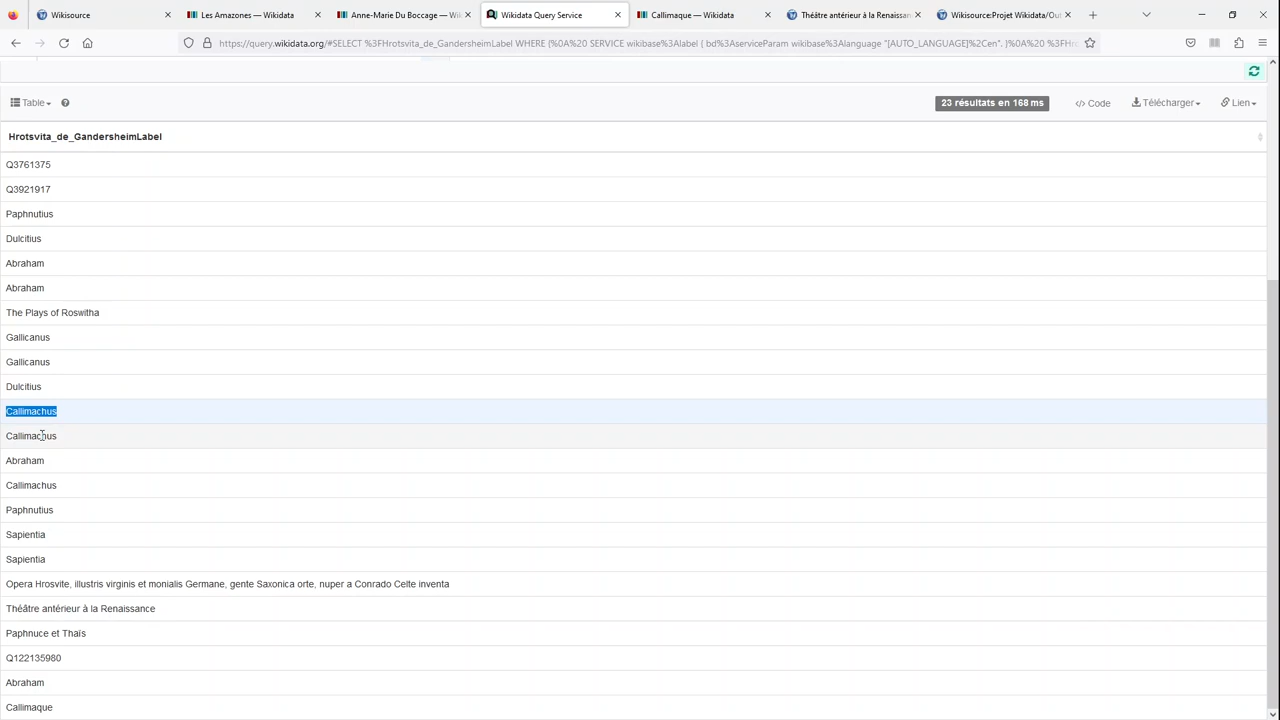 Wikisource
Les Amazones — Wikidata
Anne-Marie Du Boccage — Wiki
Wikidata Query Service
Callimaque — Wikidata
Théâtre antérieur à la Renaissan
Wikisource:Projet Wikidata/Ou
https://query.wikidata.org/#SELECT %3FHrotsvita_de_GandersheimLabel WHERE {%0A%20 SERVICE wikibase%3Alabel { bd%3AserviceParam wikibase%3Alanguage "[AUTO_LANGUAGE]%2Cen" }%0A%20 %3FHr
Table
23 résultats en 168 ms
Code
Télécharger
Lien
Hrotsvita_de_GandersheimLabel
Q3761375
Q3921917
Paphnutius
Dulcitius
Abraham
Abraham
The Plays of Roswitha
Gallicanus
Gallicanus
Dulcitius
Callimachus
Callimachus
Abraham
Callimachus
Paphnutius
Sapientia
Sapientia
Opera Hrosvite, illustris virginis et monialis Germane, gente Saxonica orte, nuper a Conrado Celte inventa
Théâtre antérieur à la Renaissance
Paphnuce et Thaïs
Q122135980
Abraham
Callimaque